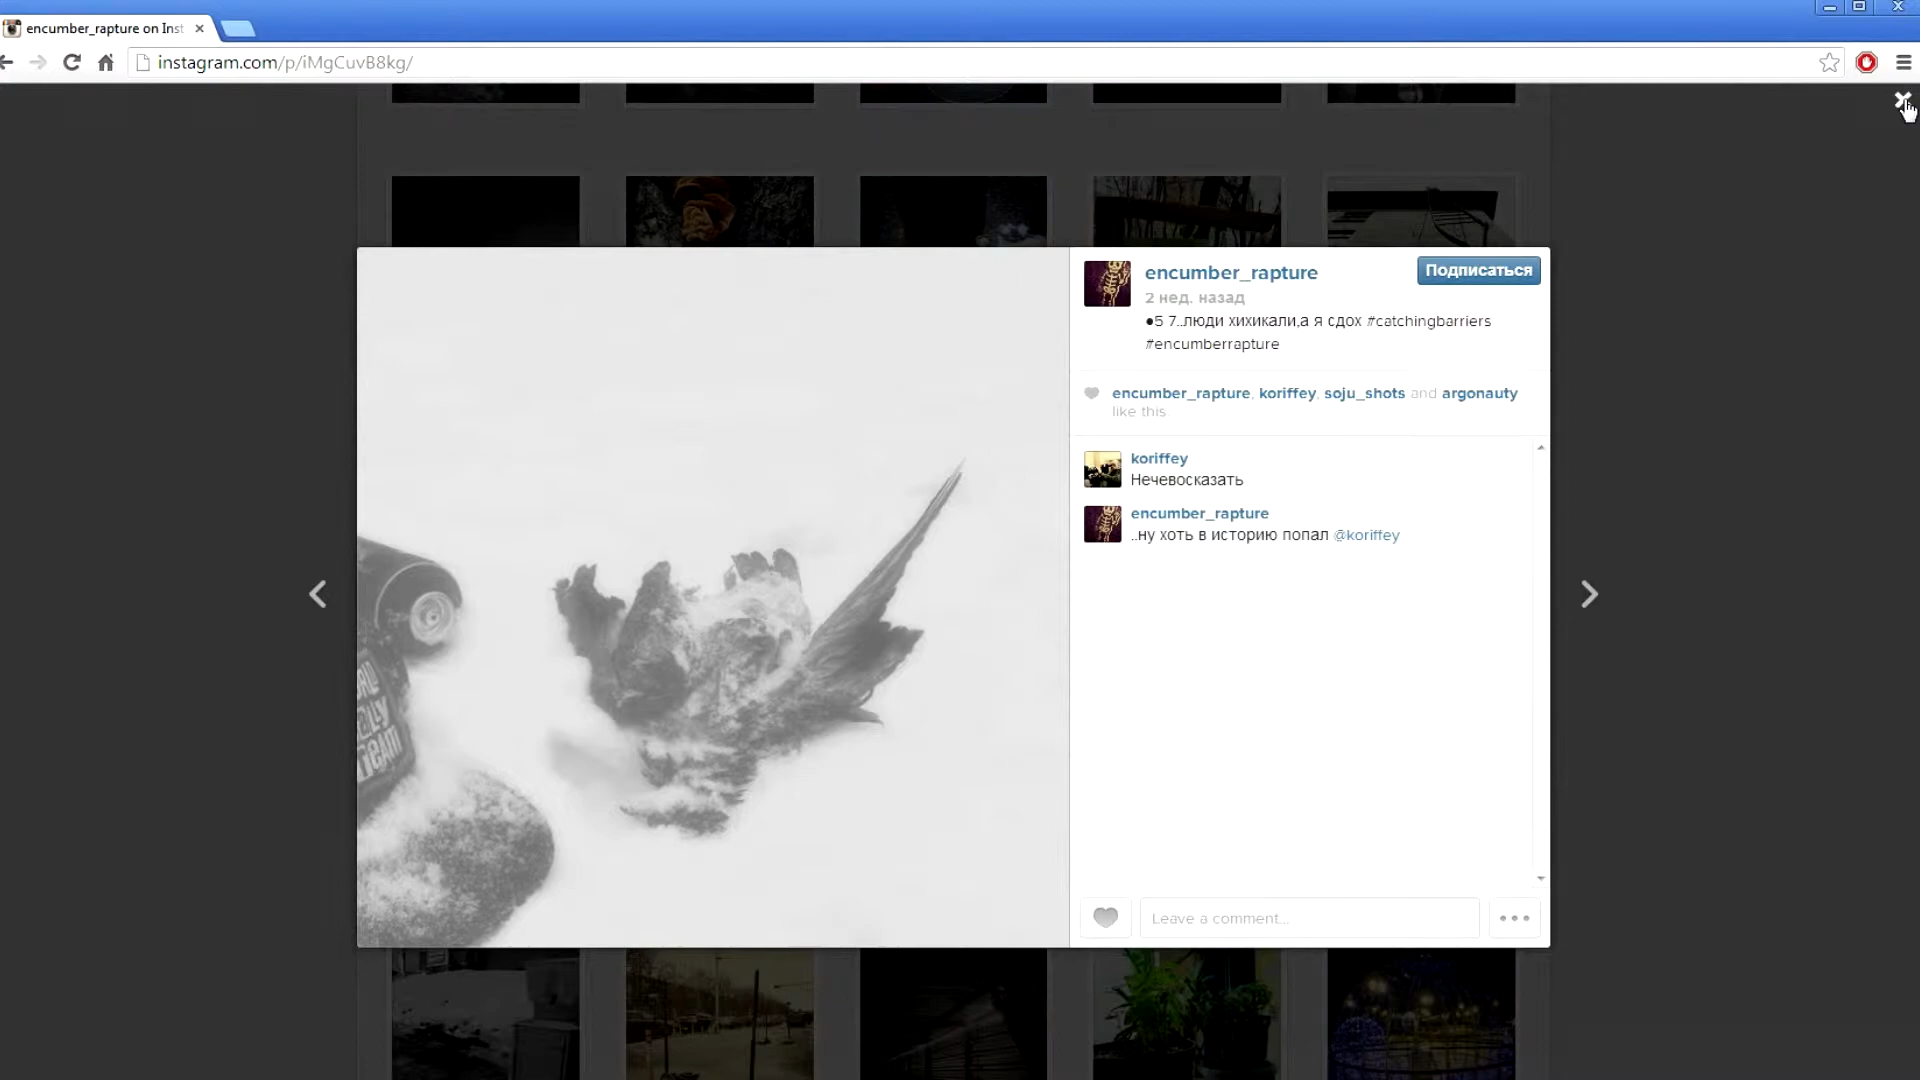 encumber_rapture on Inst
instagram.com/p/iMgCuvB8kg/
encumber_rapture
Подписаться
2 нед. назад
●5 7..люди хихикали,а я сдох #catchingbarriers
#encumberrapture
encumber_rapture, koriffey, soju_shots and argonauty
like this
koriffey
Нечевосказать
encumber_rapture
..ну хоть в историю попал @koriffey
Leave a comment...